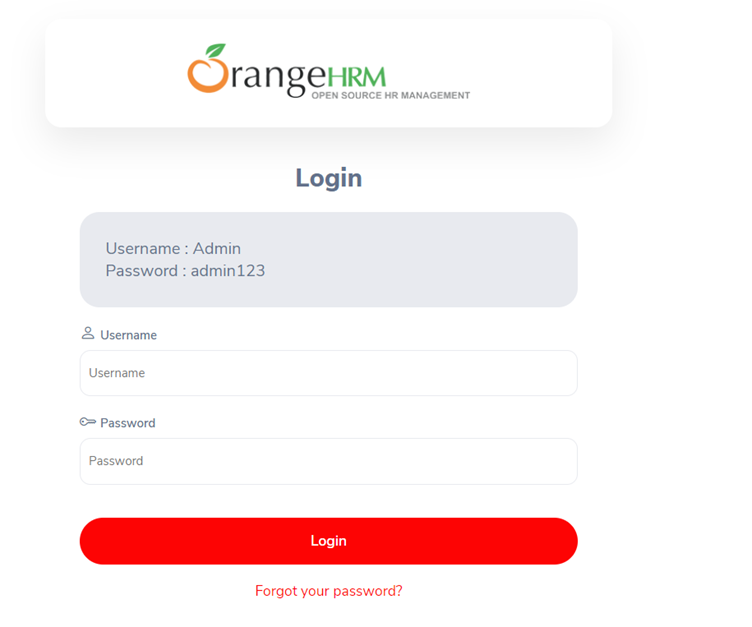 OrangeHRM
OPEN SOURCE HR MANAGEMENT
Login
Username : Admin
Password : admin123
Username
Username
Password
Password
Login
Forgot your password?